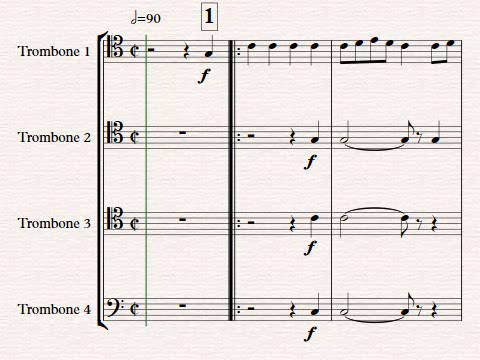 𝅗𝅥=90
1
Trombone 1
f
Trombone 2
f
Trombone 3
f
Trombone 4
f